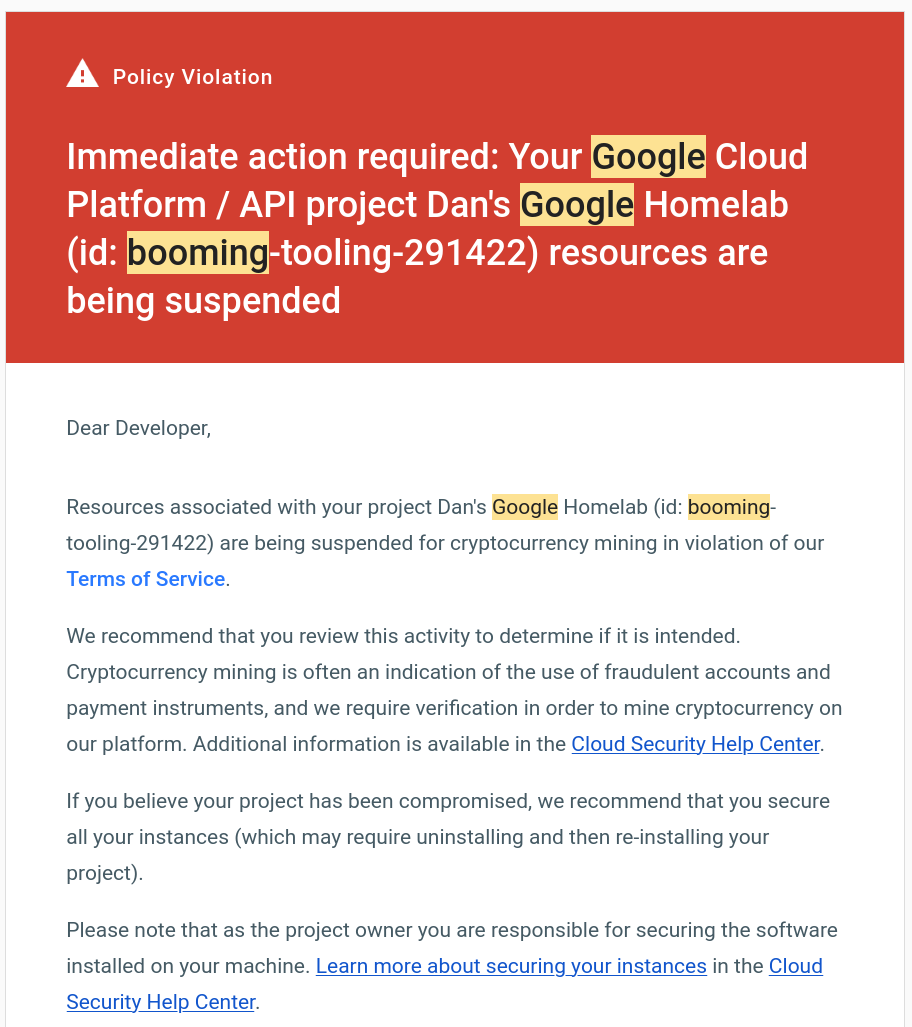 Policy Violation
Immediate action required: Your Google Cloud
Platform / API project Dan's Google Homelab
(id: booming-tooling-291422) resources are
being suspended
Dear Developer,
Resources associated with your project Dan's Google Homelab (id: booming-
tooling-291422) are being suspended for cryptocurrency mining in violation of our
Terms of Service.
We recommend that you review this activity to determine if it is intended.
Cryptocurrency mining is often an indication of the use of fraudulent accounts and
payment instruments, and we require verification in order to mine cryptocurrency on
our platform. Additional information is available in the Cloud Security Help Center.
If you believe your project has been compromised, we recommend that you secure
all your instances (which may require uninstalling and then re-installing your
project).
Please note that as the project owner you are responsible for securing the software
installed on your machine. Learn more about securing your instances in the Cloud
Security Help Center.